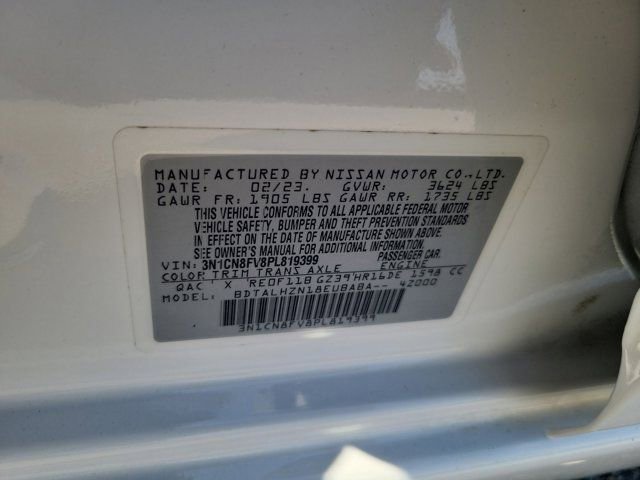 MANUFACTURED BY NISSAN MOTOR CO.,LTD.
DATE: 02/23. GVWR: 3624 LBS
GAWR FR: 1905 LBS GAWR RR: 1735 LBS
THIS VEHICLE CONFORMS TO ALL APPLICABLE FEDERAL MOTOR
VEHICLE SAFETY, BUMPER AND THEFT PREVENTION STANDARDS
IN EFFECT ON THE DATE OF MANUFACTURE SHOWN ABOVE.
SEE OWNER'S MANUAL FOR ADDITIONAL INFORMATION
VIN: 3N1CN8FV8PL819399 PASSENGER CAR.
COLOR TRIM TRANS AXLE ENGINE
QAC X RE0F11B GZ39 HR16DE 1598 CC
MODEL: BDTALHZN18EUBABA-- 42000
3N1CN8FV8PL819399